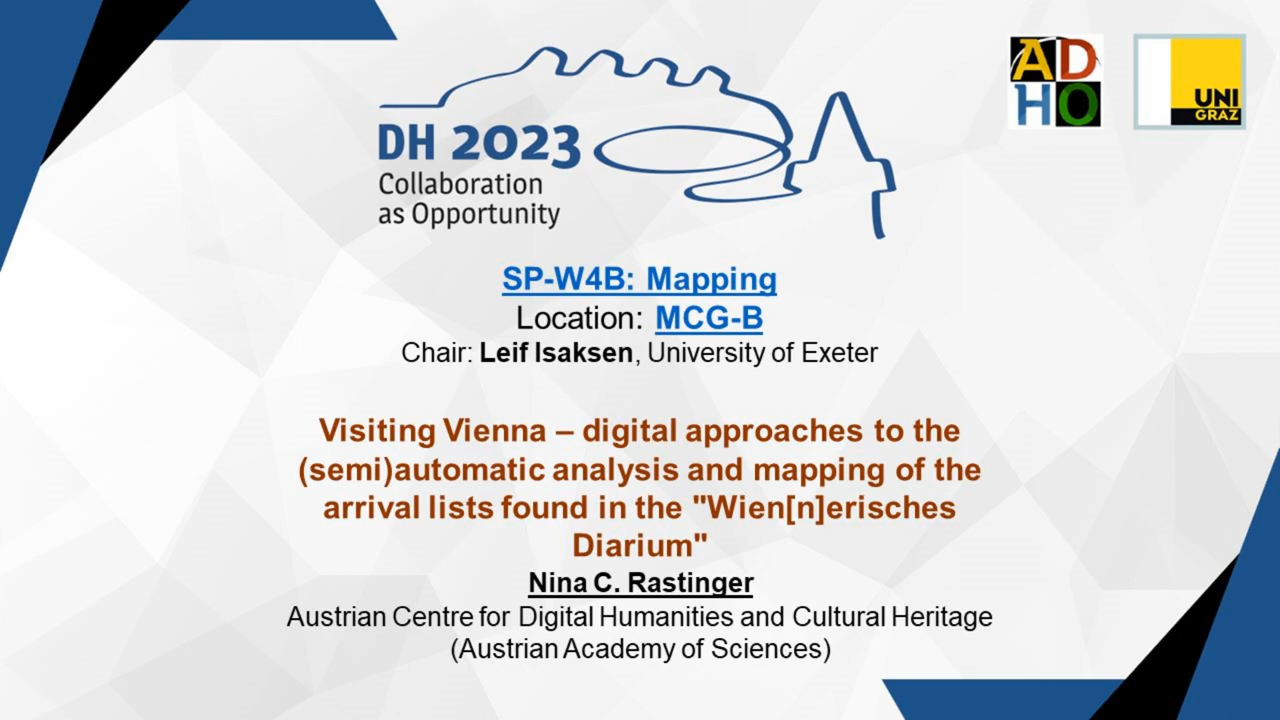 AD
HO
UNI
GRAZ
DH 2023
Collaboration
as Opportunity
SP-W4B: Mapping
Location: MCG-B
Chair: Leif Isaksen, University of Exeter
Visiting Vienna – digital approaches to the
(semi)automatic analysis and mapping of the
arrival lists found in the "Wien[n]erisches
Diarium"
Nina C. Rastinger
Austrian Centre for Digital Humanities and Cultural Heritage
(Austrian Academy of Sciences)